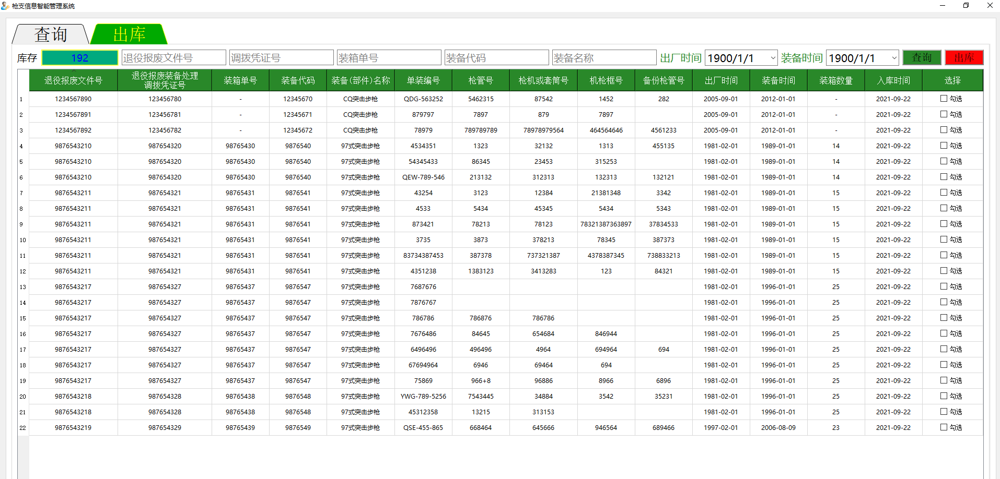 枪支信息智能管理系统
查询 出库
库存 192 退役报废文件号 调拨凭证号 装箱单号 装备代码 装备名称 出厂时间 1900/1/1 装备时间 1900/1/1 查询 出库
退役报废文件号 退役报废装备处理调拨凭证号 装箱单号 装备代码 装备(部件)名称 单装编号 枪管号 枪机或套筒号 机枪框号 备份枪管号 出厂时间 装备时间 装箱数量 入库时间 选择
1 1234567890 123456780 - 12345670 CQ突击步枪 QDG-563252 5462315 87542 1452 282 2005-09-01 2012-01-01 - 2021-09-22 勾选
2 1234567891 123456781 - 12345671 CQ突击步枪 879797 7897 879 7897 2005-09-01 2012-01-01 - 2021-09-22 勾选
3 1234567892 123456782 - 12345672 CQ突击步枪 78979 789789789 78978979564 464564646 4561233 2005-09-01 2012-01-01 - 2021-09-22 勾选
4 9876543210 987654320 98765430 9876540 97式突击步枪 4534351 1323 32132 1313 455135 1981-02-01 1989-01-01 14 2021-09-22 勾选
5 9876543210 987654320 98765430 9876540 97式突击步枪 54345433 86345 23453 315253 1981-02-01 1989-01-01 14 2021-09-22 勾选
6 9876543210 987654320 98765430 9876540 97式突击步枪 QEW-789-546 213132 312313 132313 132121 1981-02-01 1989-01-01 14 2021-09-22 勾选
7 9876543211 987654321 98765431 9876541 97式突击步枪 43254 3123 12384 21381348 3342 1981-02-01 1989-01-01 15 2021-09-22 勾选
8 9876543211 987654321 98765431 9876541 97式突击步枪 4533 5434 45345 5434 5343 1981-02-01 1989-01-01 15 2021-09-22 勾选
9 9876543211 987654321 98765431 9876541 97式突击步枪 873421 78213 78123 78321387363897 37834533 1981-02-01 1989-01-01 15 2021-09-22 勾选
10 9876543211 987654321 98765431 9876541 97式突击步枪 3735 3873 378213 78345 387373 1981-02-01 1989-01-01 15 2021-09-22 勾选
11 9876543211 987654321 98765431 9876541 97式突击步枪 83734387453 387378 737321387 4378387345 738833213 1981-02-01 1989-01-01 15 2021-09-22 勾选
12 9876543211 987654321 98765431 9876541 97式突击步枪 4351238 1383123 3413283 123 84321 1981-02-01 1989-01-01 15 2021-09-22 勾选
13 9876543217 987654327 98765437 9876547 97式突击步枪 7687676 1981-02-01 1996-01-01 25 2021-09-22 勾选
14 9876543217 987654327 98765437 9876547 97式突击步枪 7876767 1981-02-01 1996-01-01 25 2021-09-22 勾选
15 9876543217 987654327 98765437 9876547 97式突击步枪 786786 786876 786786 1981-02-01 1996-01-01 25 2021-09-22 勾选
16 9876543217 987654327 98765437 9876547 97式突击步枪 7676486 84645 654684 846944 1981-02-01 1996-01-01 25 2021-09-22 勾选
17 9876543217 987654327 98765437 9876547 97式突击步枪 6496496 496496 4964 694964 694 1981-02-01 1996-01-01 25 2021-09-22 勾选
18 9876543217 987654327 98765437 9876547 97式突击步枪 67694964 6946 69464 694 1981-02-01 1996-01-01 25 2021-09-22 勾选
19 9876543217 987654327 98765437 9876547 97式突击步枪 75869 966+8 96886 8966 6896 1981-02-01 1996-01-01 25 2021-09-22 勾选
20 9876543218 987654328 98765438 9876548 97式突击步枪 YWG-789-5256 7543445 34884 3542 35231 1981-02-01 1996-01-01 25 2021-09-22 勾选
21 9876543218 987654328 98765438 9876548 97式突击步枪 45312358 13215 313153 1981-02-01 1996-01-01 25 2021-09-22 勾选
22 9876543219 987654329 98765439 9876549 97式突击步枪 QSE-455-865 668464 645666 946564 689466 1997-02-01 2006-08-09 23 2021-09-22 勾选